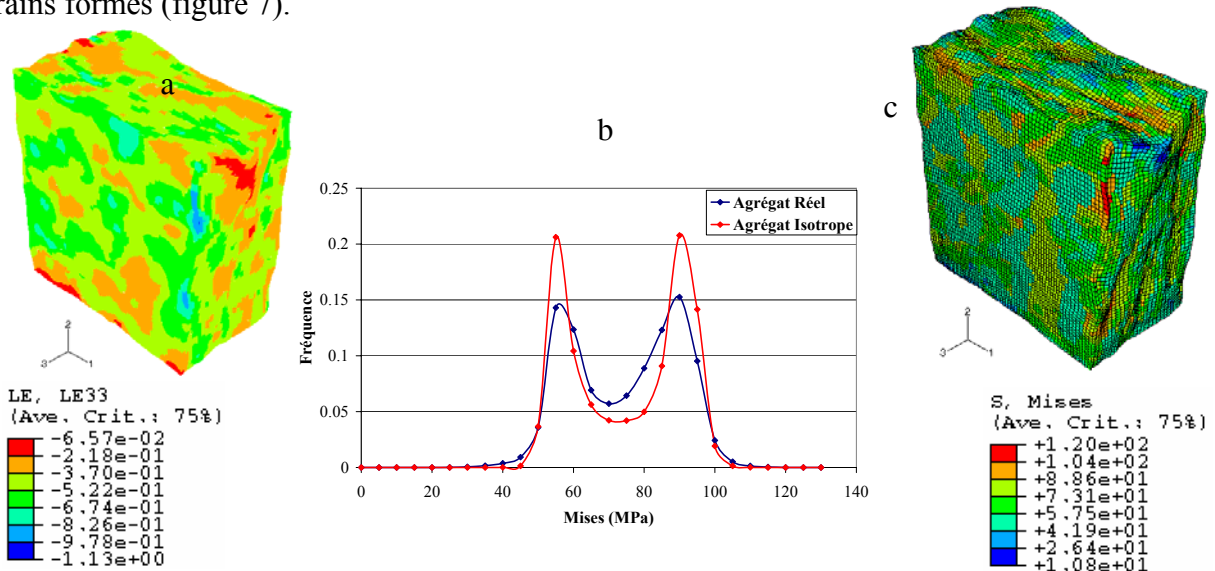 rains formés (figure 7).
a
b
c
0.25
0.2
0.15
0.1
0.05
0
Fréquence
Agrégat Réel
Agrégat Isotrope
0 20 40 60 80 100 120 140
Mises (MPa)
2
3 1
LE, LE33
(Ave. Crit.: 75%)
-6.57e-02
-2.18e-01
-3.70e-01
-5.22e-01
-6.74e-01
-8.26e-01
-9.78e-01
-1.13e+00
2
3 1
S, Mises
(Ave. Crit.: 75%)
+1.20e+02
+1.04e+02
+8.86e+01
+7.31e+01
+5.75e+01
+4.19e+01
+2.64e+01
+1.08e+01